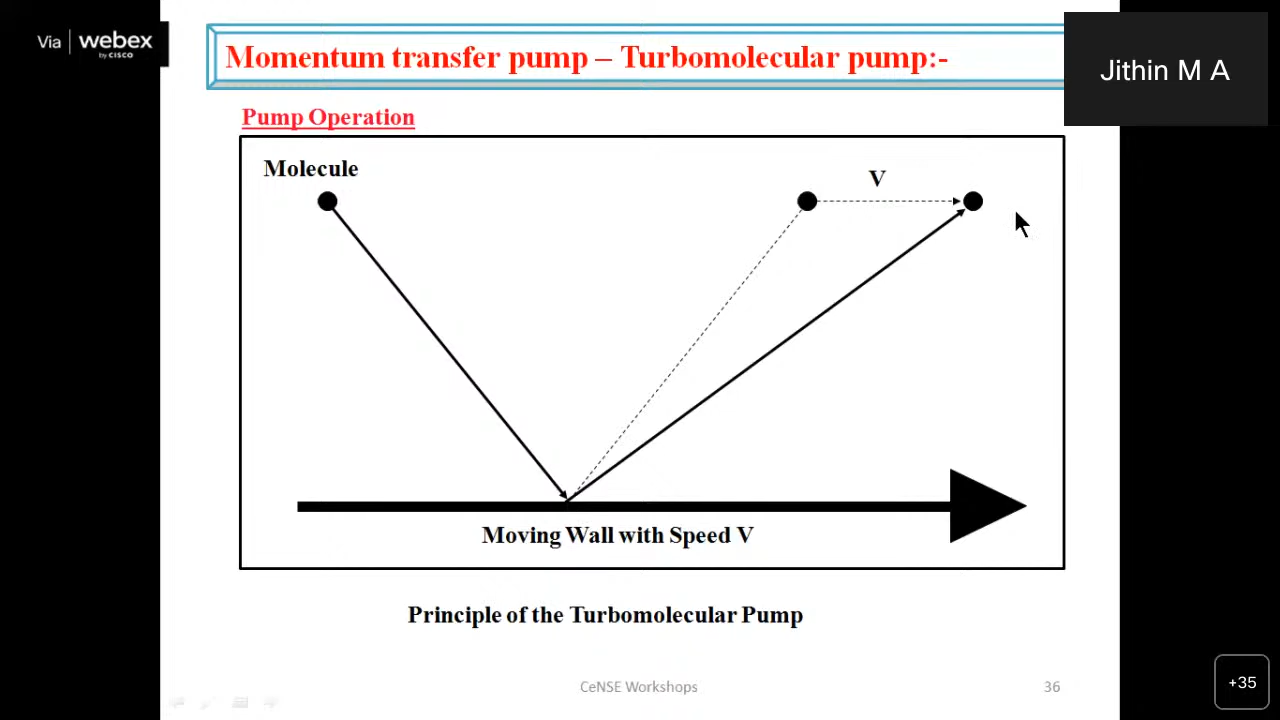 Via webex
by CISCO
Momentum transfer pump – Turbomolecular pump:-
Jithin M A
Pump Operation
Molecule
V
Moving Wall with Speed V
Principle of the Turbomolecular Pump
CeNSE Workshops
36
+35